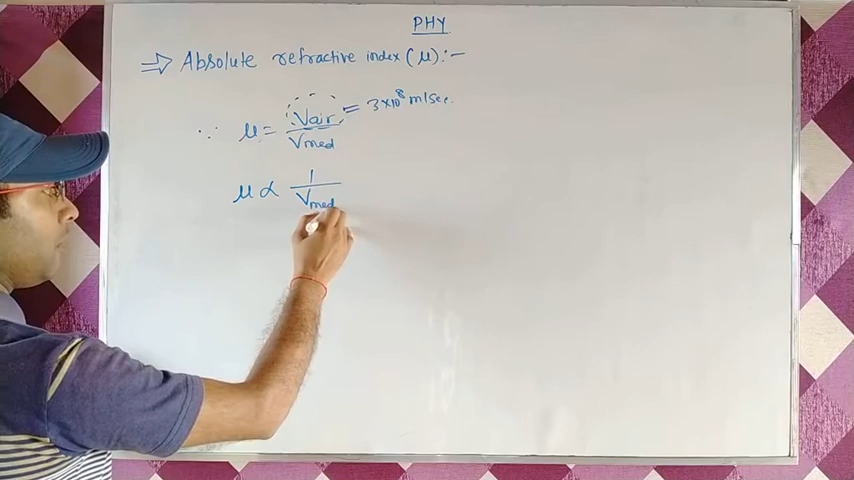 PHY
⇒ Absolute refractive index (μ):-
∵ μ = Vair/Vmed = 3×10⁸ m/sec.
μ ∝ 1/Vmed